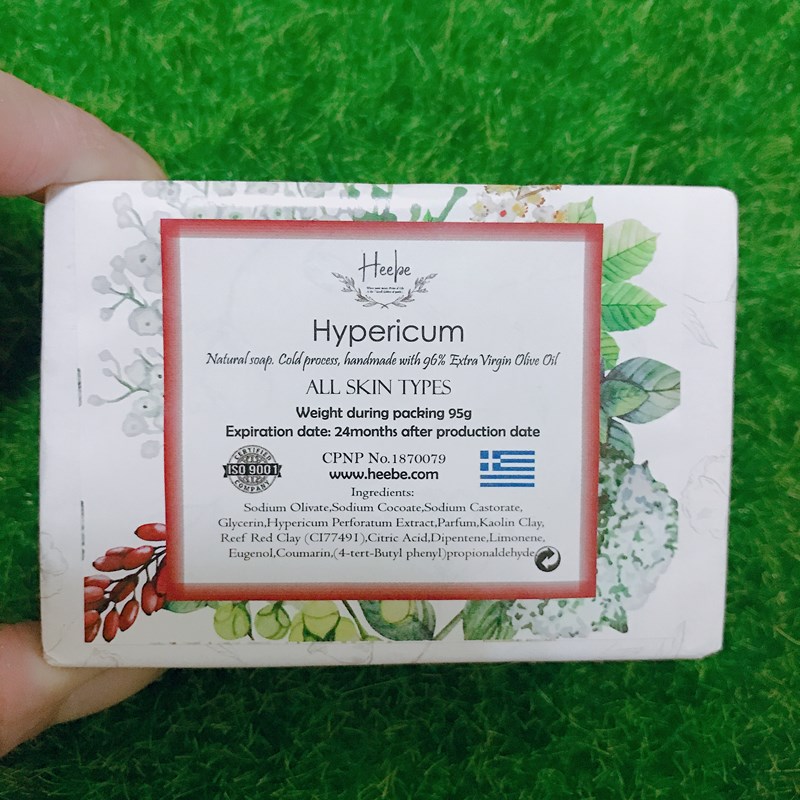 Heebe
Hypericum
Natural soap. Cold process, handmade with 96% Extra Virgin Olive Oil
ALL SKIN TYPES
Weight during packing 95g
Expiration date: 24months after production date
CERTIFIED
ISO 9001
COMPANY
CPNP No.1870079
www.heebe.com
Ingredients:
Sodium Olivate,Sodium Cocoate,Sodium Castorate,
Glycerin,Hypericum Perforatum Extract,Parfum,Kaolin Clay,
Reef Red Clay (CI77491),Citric Acid,Dipentene,Limonene,
Eugenol,Coumarin,(4-tert-Butyl phenyl)propionaldehyde